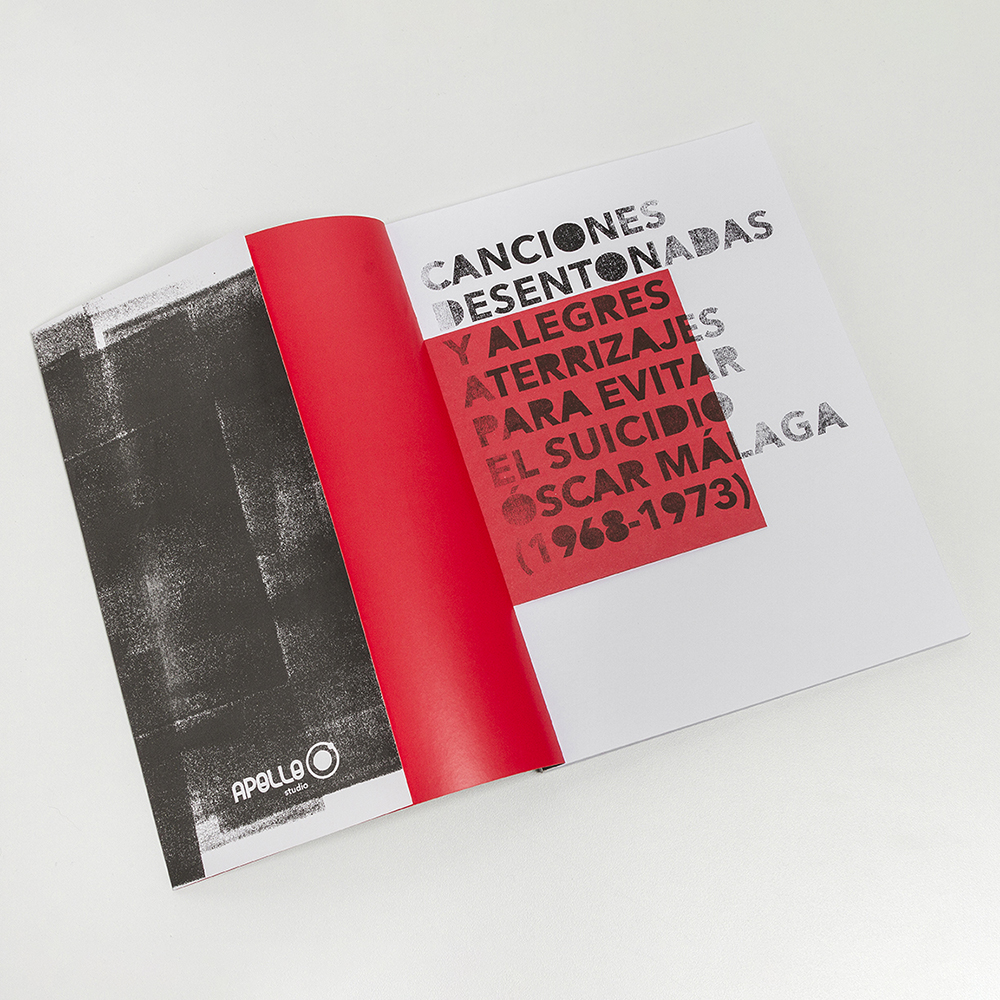 APOLLO
studio
CANCIONES
DESENTONADAS
Y ALEGRES
ATERRIZAJES
PARA EVITAR
EL SUICIDIO
ÓSCAR MÁLAGA
(1968-1973)